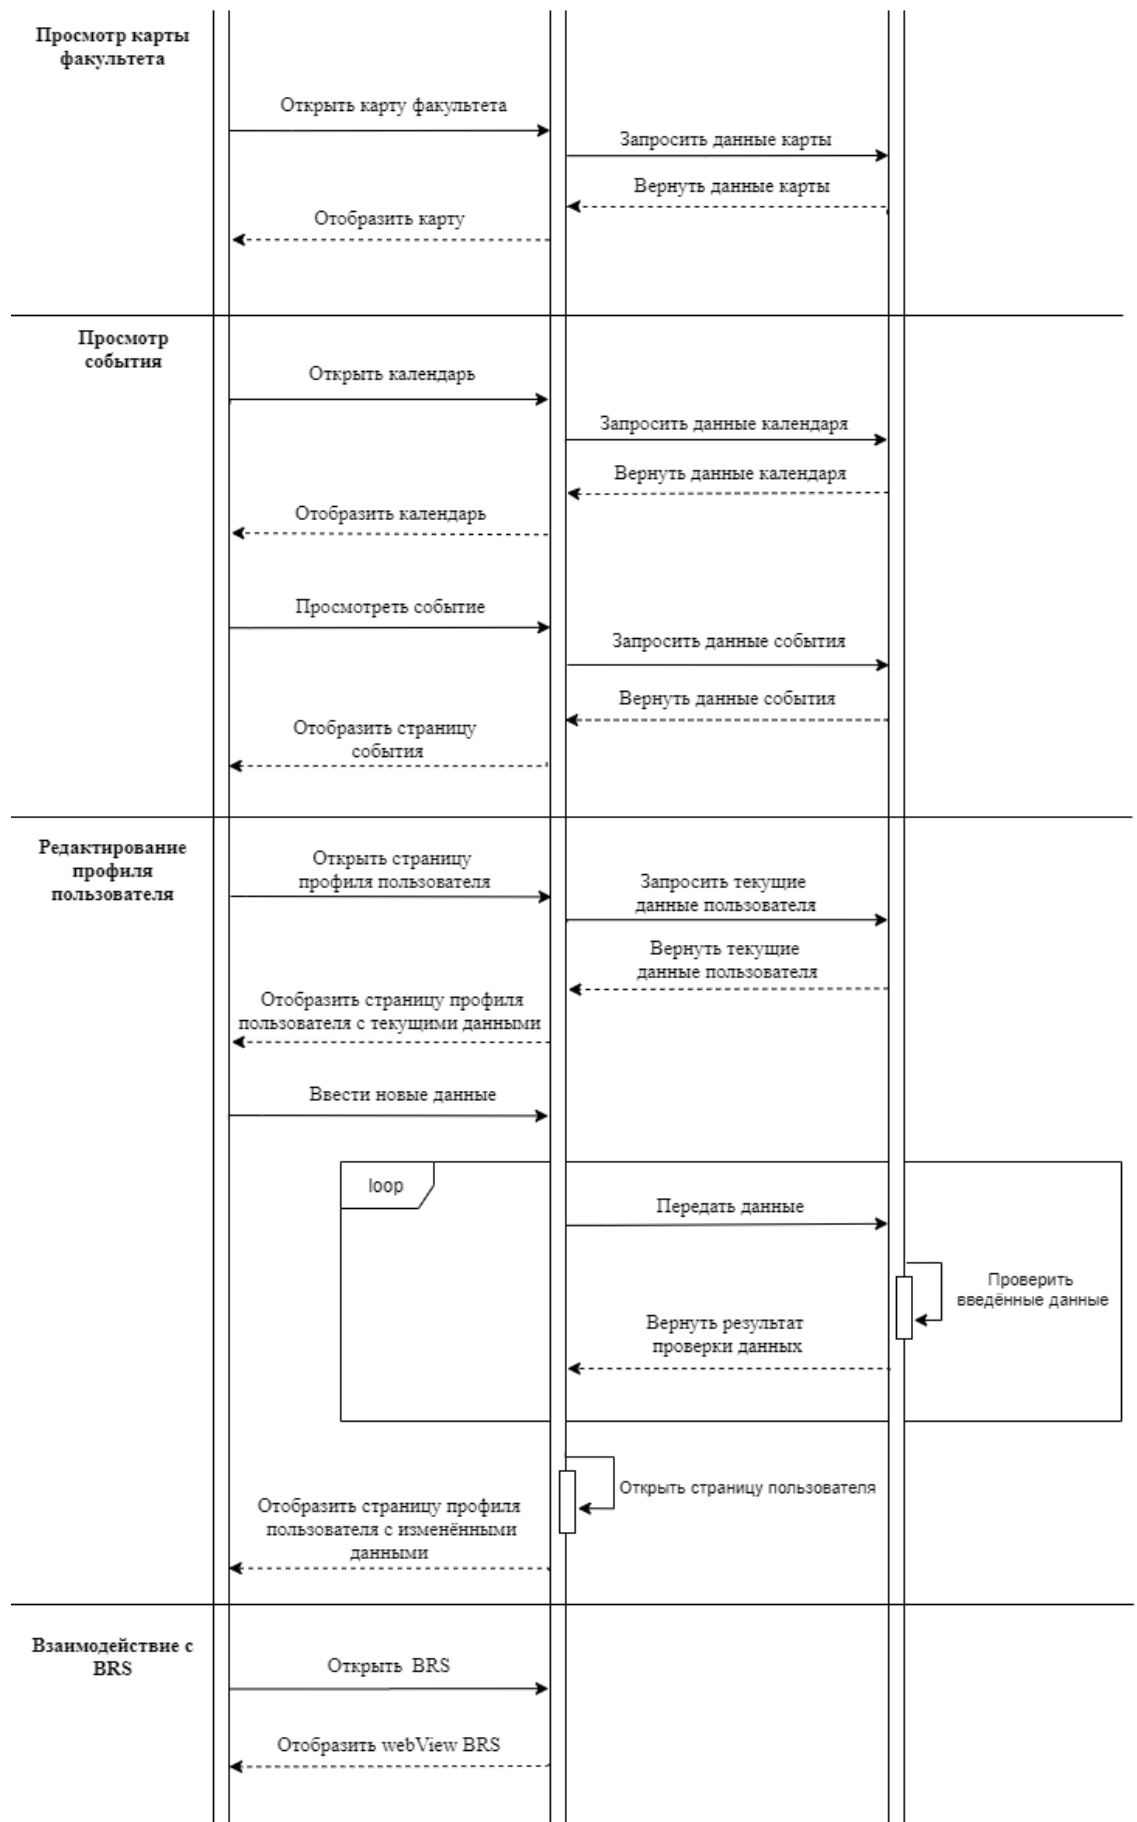 Просмотр карты
факультета
Открыть карту факультета
Запросить данные карты
Вернуть данные карты
Отобразить карту
Просмотр
события
Открыть календарь
Запросить данные календаря
Вернуть данные календаря
Отобразить календарь
Просмотреть событие
Запросить данные события
Вернуть данные события
Отобразить страницу
события
Редактирование
профиля
пользователя
Открыть страницу
профиля пользователя
Запросить текущие
данные пользователя
Вернуть текущие
данные пользователя
Отобразить страницу профиля
пользователя с текущими данными
Ввести новые данные
loop
Передать данные
Проверить
введённые данные
Вернуть результат
проверки данных
Открыть страницу пользователя
Отобразить страницу профиля
пользователя с изменёнными
данными
Взаимодействие с
BRS
Открыть BRS
Отобразить webView BRS